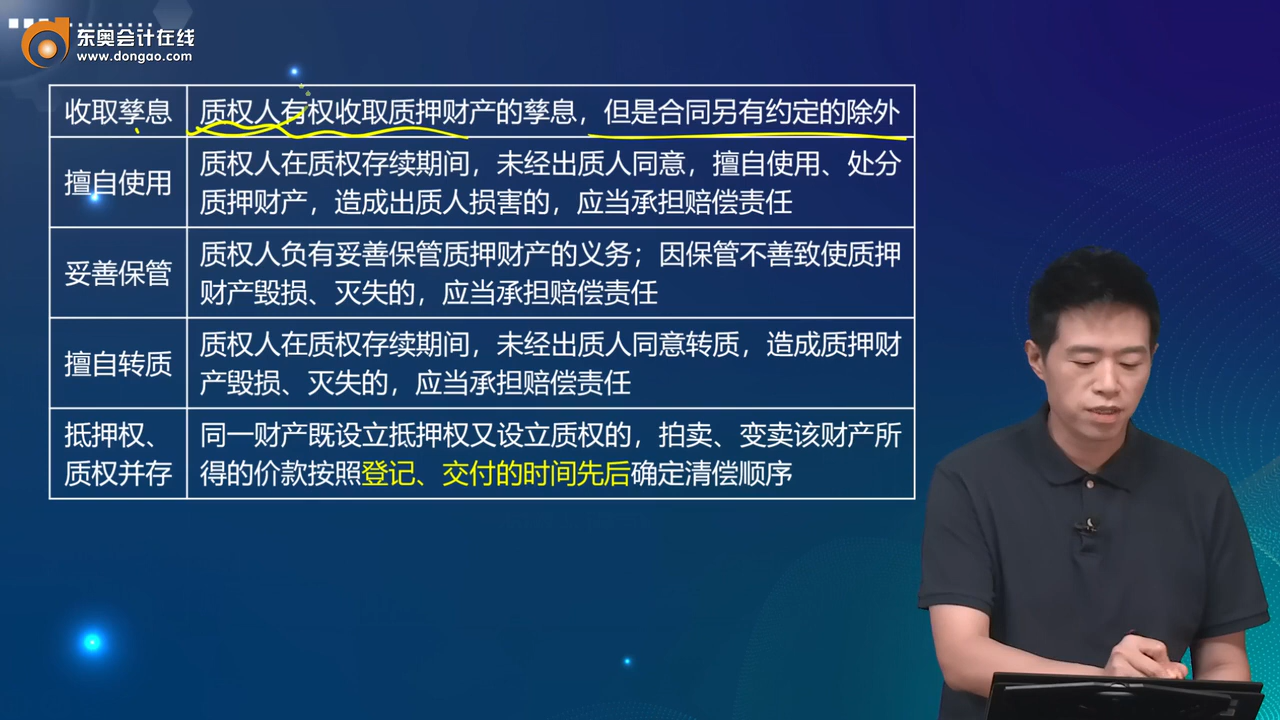 东奥会计在线
www.dongao.com
收取孳息
质权人有权收取质押财产的孳息，但是合同另有约定的除外
擅自使用
质权人在质权存续期间，未经出质人同意，擅自使用、处分
质押财产，造成出质人损害的，应当承担赔偿责任
妥善保管
质权人负有妥善保管质押财产的义务；因保管不善致使质押
财产毁损、灭失的，应当承担赔偿责任
擅自转质
质权人在质权存续期间，未经出质人同意转质，造成质押财
产毁损、灭失的，应当承担赔偿责任
抵押权、
质权并存
同一财产既设立抵押权又设立质权的，拍卖、变卖该财产所
得的价款按照登记、交付的时间先后确定清偿顺序